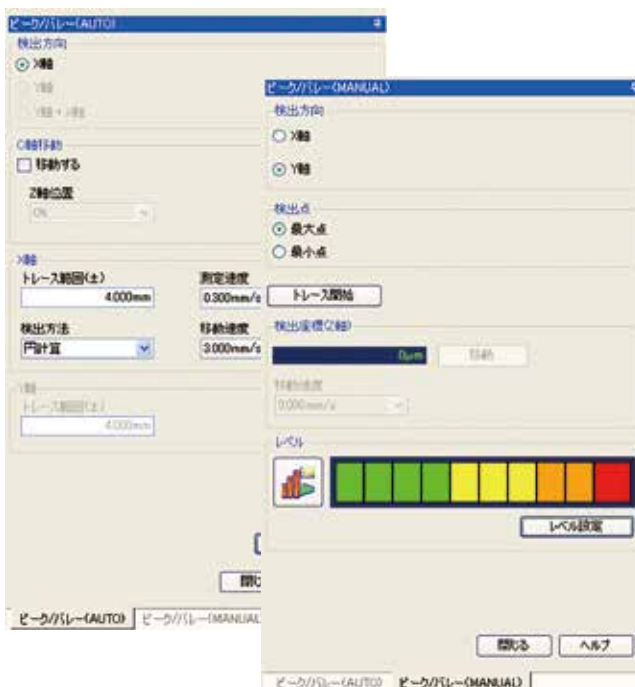 ピーク/バレー(AUTO)
検出方向
X軸
Y軸
Y軸 + X軸
C軸移動
移動する
Z軸位置
ON
X軸
トレース範囲(±)
測定速度
4.000mm
0.300mm/s
検出方法
移動速度
円計算
3.000mm/s
Y軸
トレース範囲(±)
4.000mm
閉じ
ピーク/バレー(AUTO)
ピーク/バレー(MANUAL
ピーク/バレー(MANUAL)
検出方向
X軸
Y軸
検出点
最大点
最小点
トレース開始
検出座標(Z軸)
0μm
移動
移動速度
0.000mm/s
レベル
レベル設定
閉じる
ヘルプ
ピーク/バレー(AUTO)
ピーク/バレー(MANUAL)